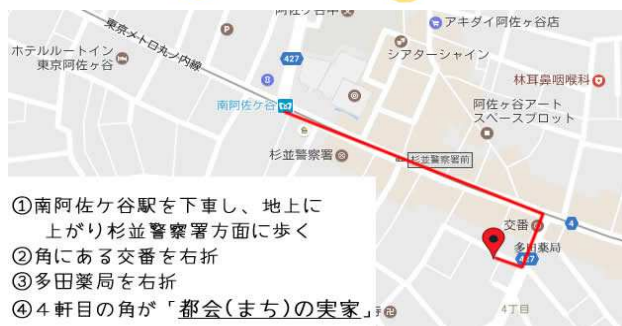 阿佐ケ谷
アキダイ阿佐ヶ谷店
東京メトロ丸ノ内線
427
シアターシャイン
ホテルルートイン
東京阿佐ヶ谷
林耳鼻咽喉科
南阿佐ケ谷
阿佐ヶ谷アート
スペースプロット
杉並警察署
杉並警察署前
交番
4
多田薬局
427
4丁目
①南阿佐ケ谷駅を下車し、地上に
上がり杉並警察署方面に歩く
②角にある交番を右折
③多田薬局を右折
④4軒目の角が「都会(まち)の実家」